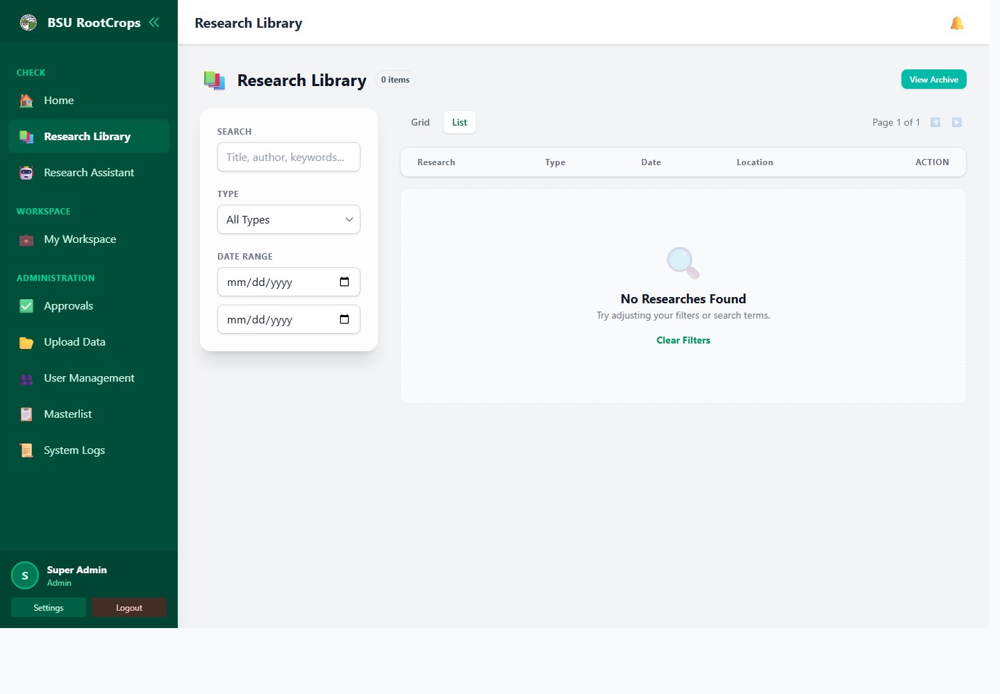 BSU RootCrops
CHECK
Home
Research Library
Research Assistant
WORKSPACE
My Workspace
ADMINISTRATION
Approvals
Upload Data
User Management
Masterlist
System Logs
S
Super Admin
Admin
Settings
Logout
Research Library
Research Library
0 items
View Archive
SEARCH
Title, author, keywords...
TYPE
All Types
DATE RANGE
mm/dd/yyyy
mm/dd/yyyy
Grid
List
Page 1 of 1
Research Type Date Location ACTION
No Researches Found
Try adjusting your filters or search terms.
Clear Filters